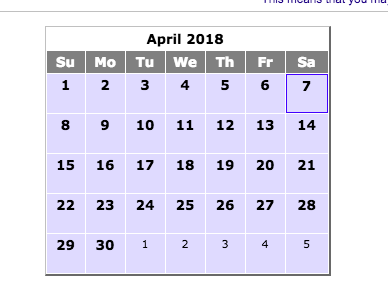 This means that you may
April 2018
Su Mo Tu We Th Fr Sa
1 2 3 4 5 6 7
8 9 10 11 12 13 14
15 16 17 18 19 20 21
22 23 24 25 26 27 28
29 30 1 2 3 4 5